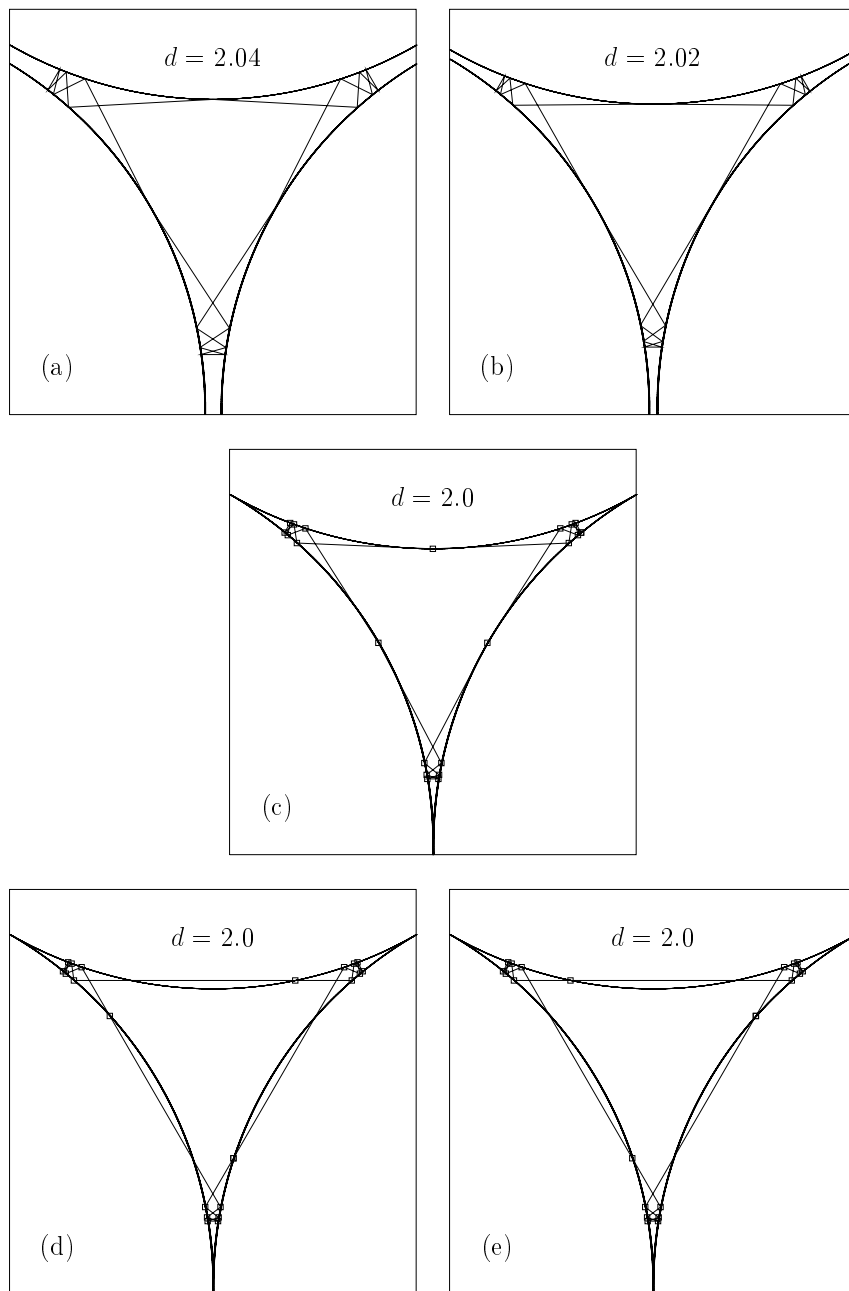 d = 2.04
d = 2.02
(a)
(b)
d = 2.0
(c)
d = 2.0
d = 2.0
(d)
(e)